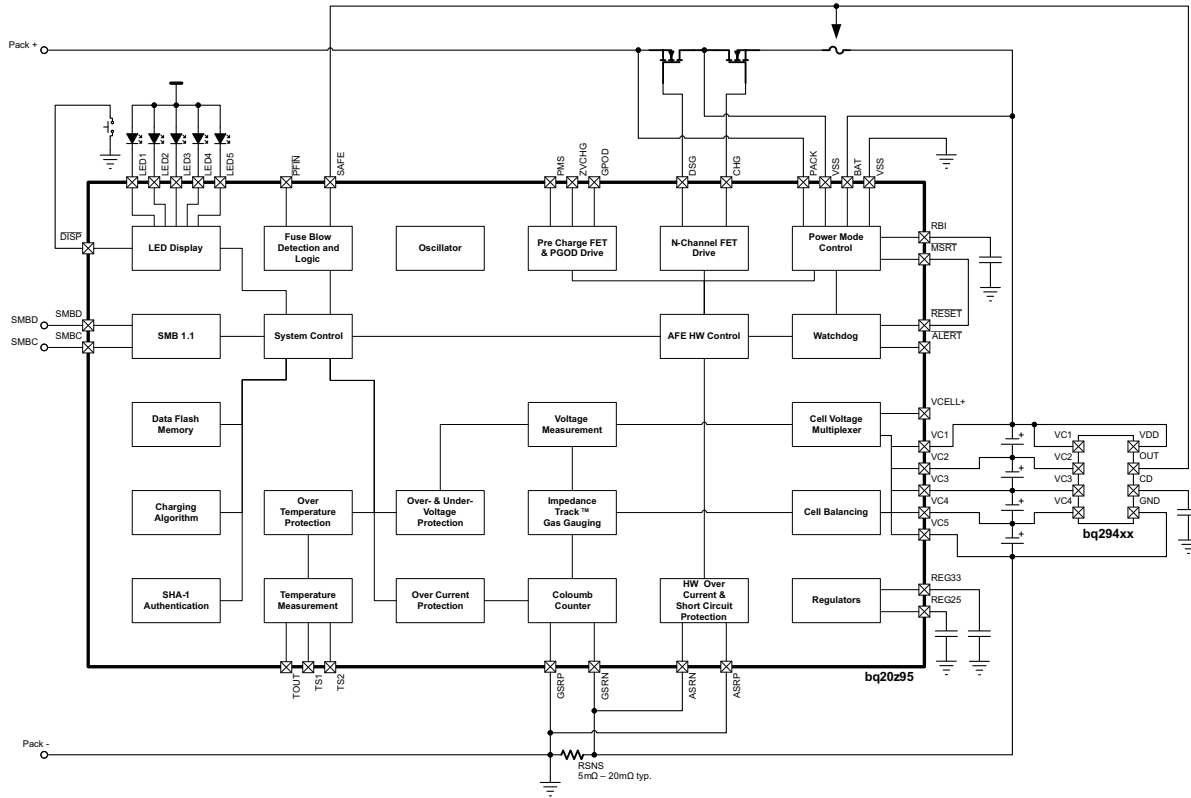 Pack +
LED1
LED2
LED3
LED4
LED5
PFIN
SAFE
PMS
ZVCHG
GPOD
DSG
CHG
PACK
VSS
BAT
VSS
DISP
LED Display
Fuse Blow
Detection and
Logic
Oscillator
Pre Charge FET
& PGOD Drive
N-Channel FET
Drive
Power Mode
Control
RBI
MSRT
SMBD
SMBD
SMBC
SMBC
SMB 1.1
System Control
AFE HW Control
Watchdog
RESET
ALERT
Data Flash
Memory
Voltage
Measurement
Cell Voltage
Multiplexer
VCELL+
VC1
VC2
VC3
VC4
VC5
+
+
+
+
VC1
VC2
VC3
VC4
VDD
OUT
CD
GND
bq294xx
Charging
Algorithm
Over
Temperature
Protection
Over- & Under-
Voltage
Protection
Impedance
Track™
Gas Gauging
Cell Balancing
SHA-1
Authentication
Temperature
Measurement
Over Current
Protection
Coloumb
Counter
HW Over
Current &
Short Circuit
Protection
Regulators
REG33
REG25
bq20z95
TOUT
TS1
TS2
GSRP
GSRN
ASRN
ASRP
Pack -
RSNS
5mΩ – 20mΩ typ.